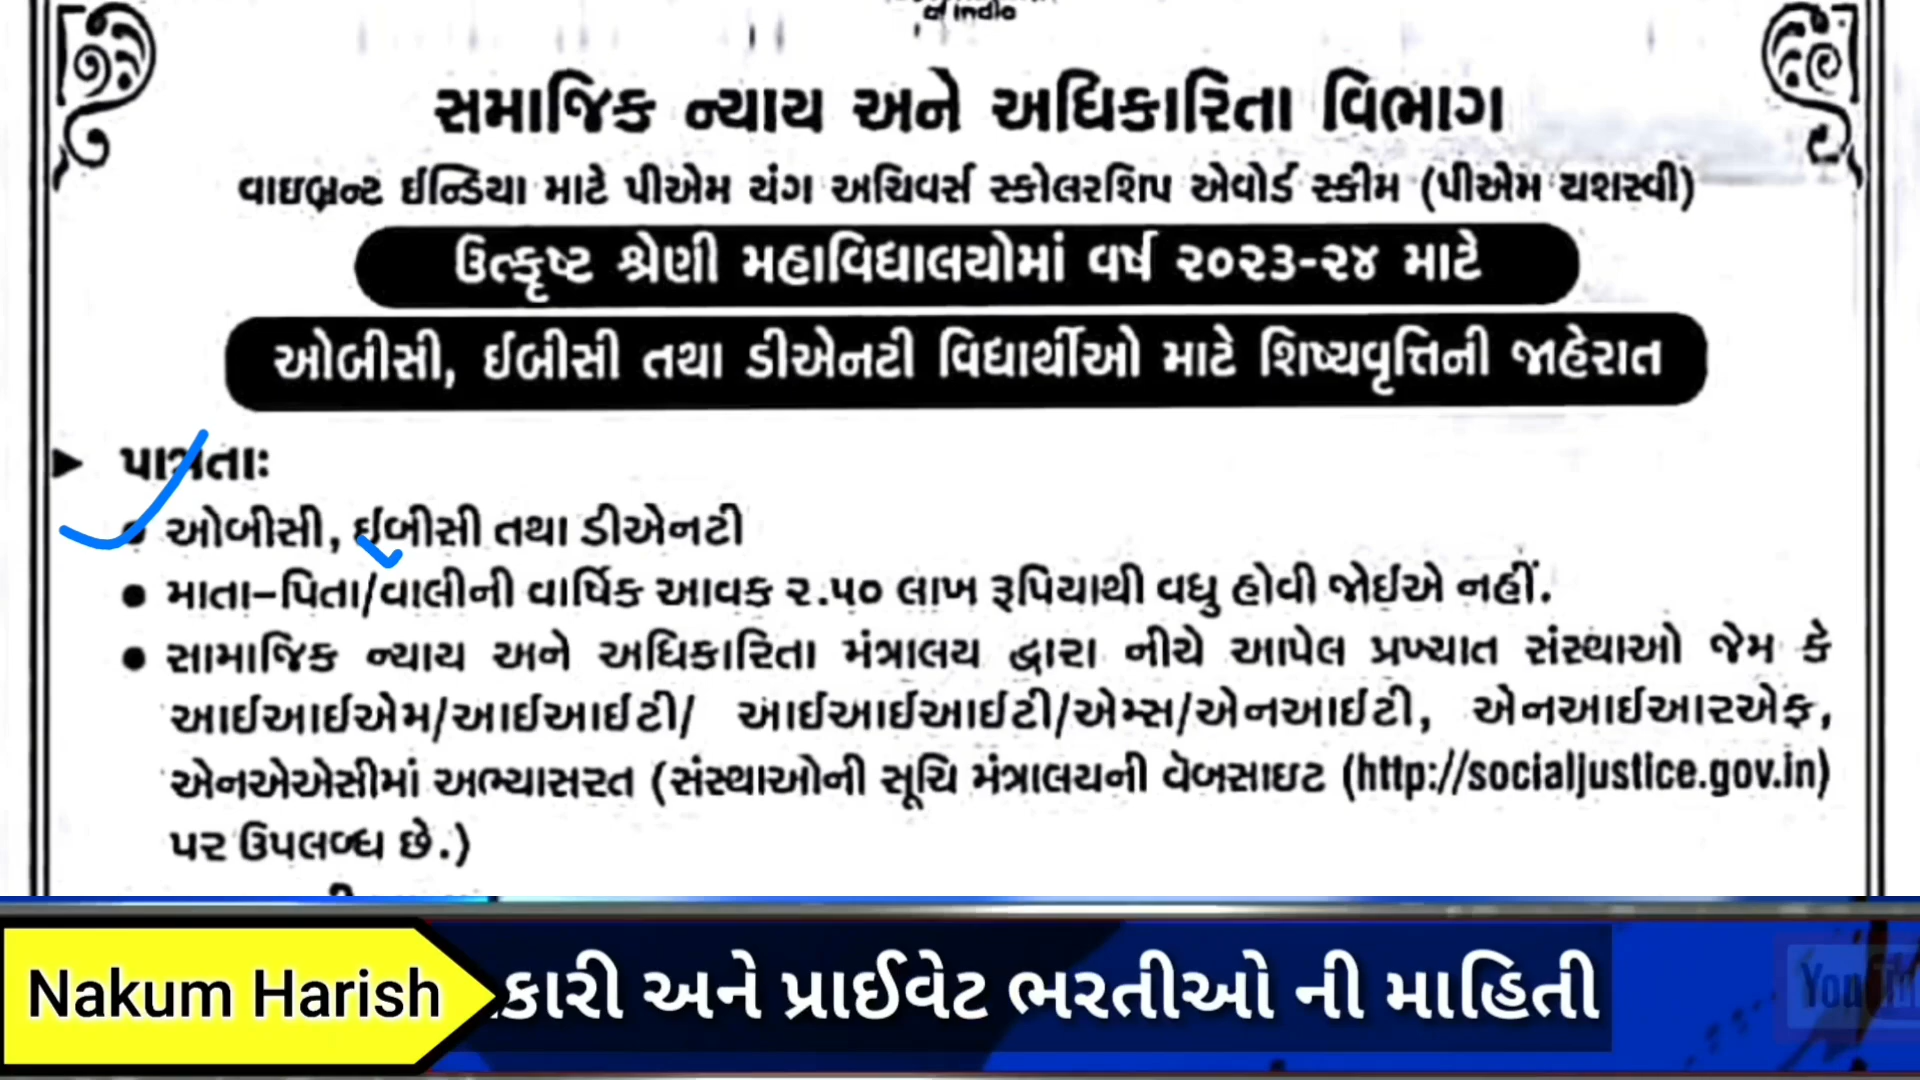 of India
સમાજિક ન્યાય અને અધિકારિતા વિભાગ
વાઇબ્રન્ટ ઈન્ડિયા માટે પીએમ યંગ અચિવર્સ સ્કોલરશિપ એવોર્ડ સ્કીમ (પીએમ યશસ્વી)
ઉત્કૃષ્ટ શ્રેણી મહાવિદ્યાલયોમાં વર્ષ ૨૦૨૩-૨૪ માટે
ઓબીસી, ઈબીસી તથા ડીએનટી વિદ્યાર્થીઓ માટે શિષ્યવૃત્તિની જાહેરાત
► પાત્રતાઃ
● ઓબીસી, ઈબીસી તથા ડીએનટી
● માતા–પિતા/વાલીની વાર્ષિક આવક ૨.૫૦ લાખ રૂપિયાથી વધુ હોવી જોઈએ નહીં.
● સામાજિક ન્યાય અને અધિકારિતા મંત્રાલય દ્વારા નીચે આપેલ પ્રખ્યાત સંસ્થાઓ જેમ કે
આઈઆઈએમ/આઈઆઈટી/ આઈઆઈઆઈટી/એમ્સ/એનઆઈટી, એનઆઈઆરએફ,
એનએએસીમાં અભ્યાસરત (સંસ્થાઓની સૂચિ મંત્રાલયની વેબસાઇટ (http://socialjustice.gov.in)
પર ઉપલબ્ધ છે.)
Nakum Harish
કારી અને પ્રાઈવેટ ભરતીઓ ની માહિતી
You